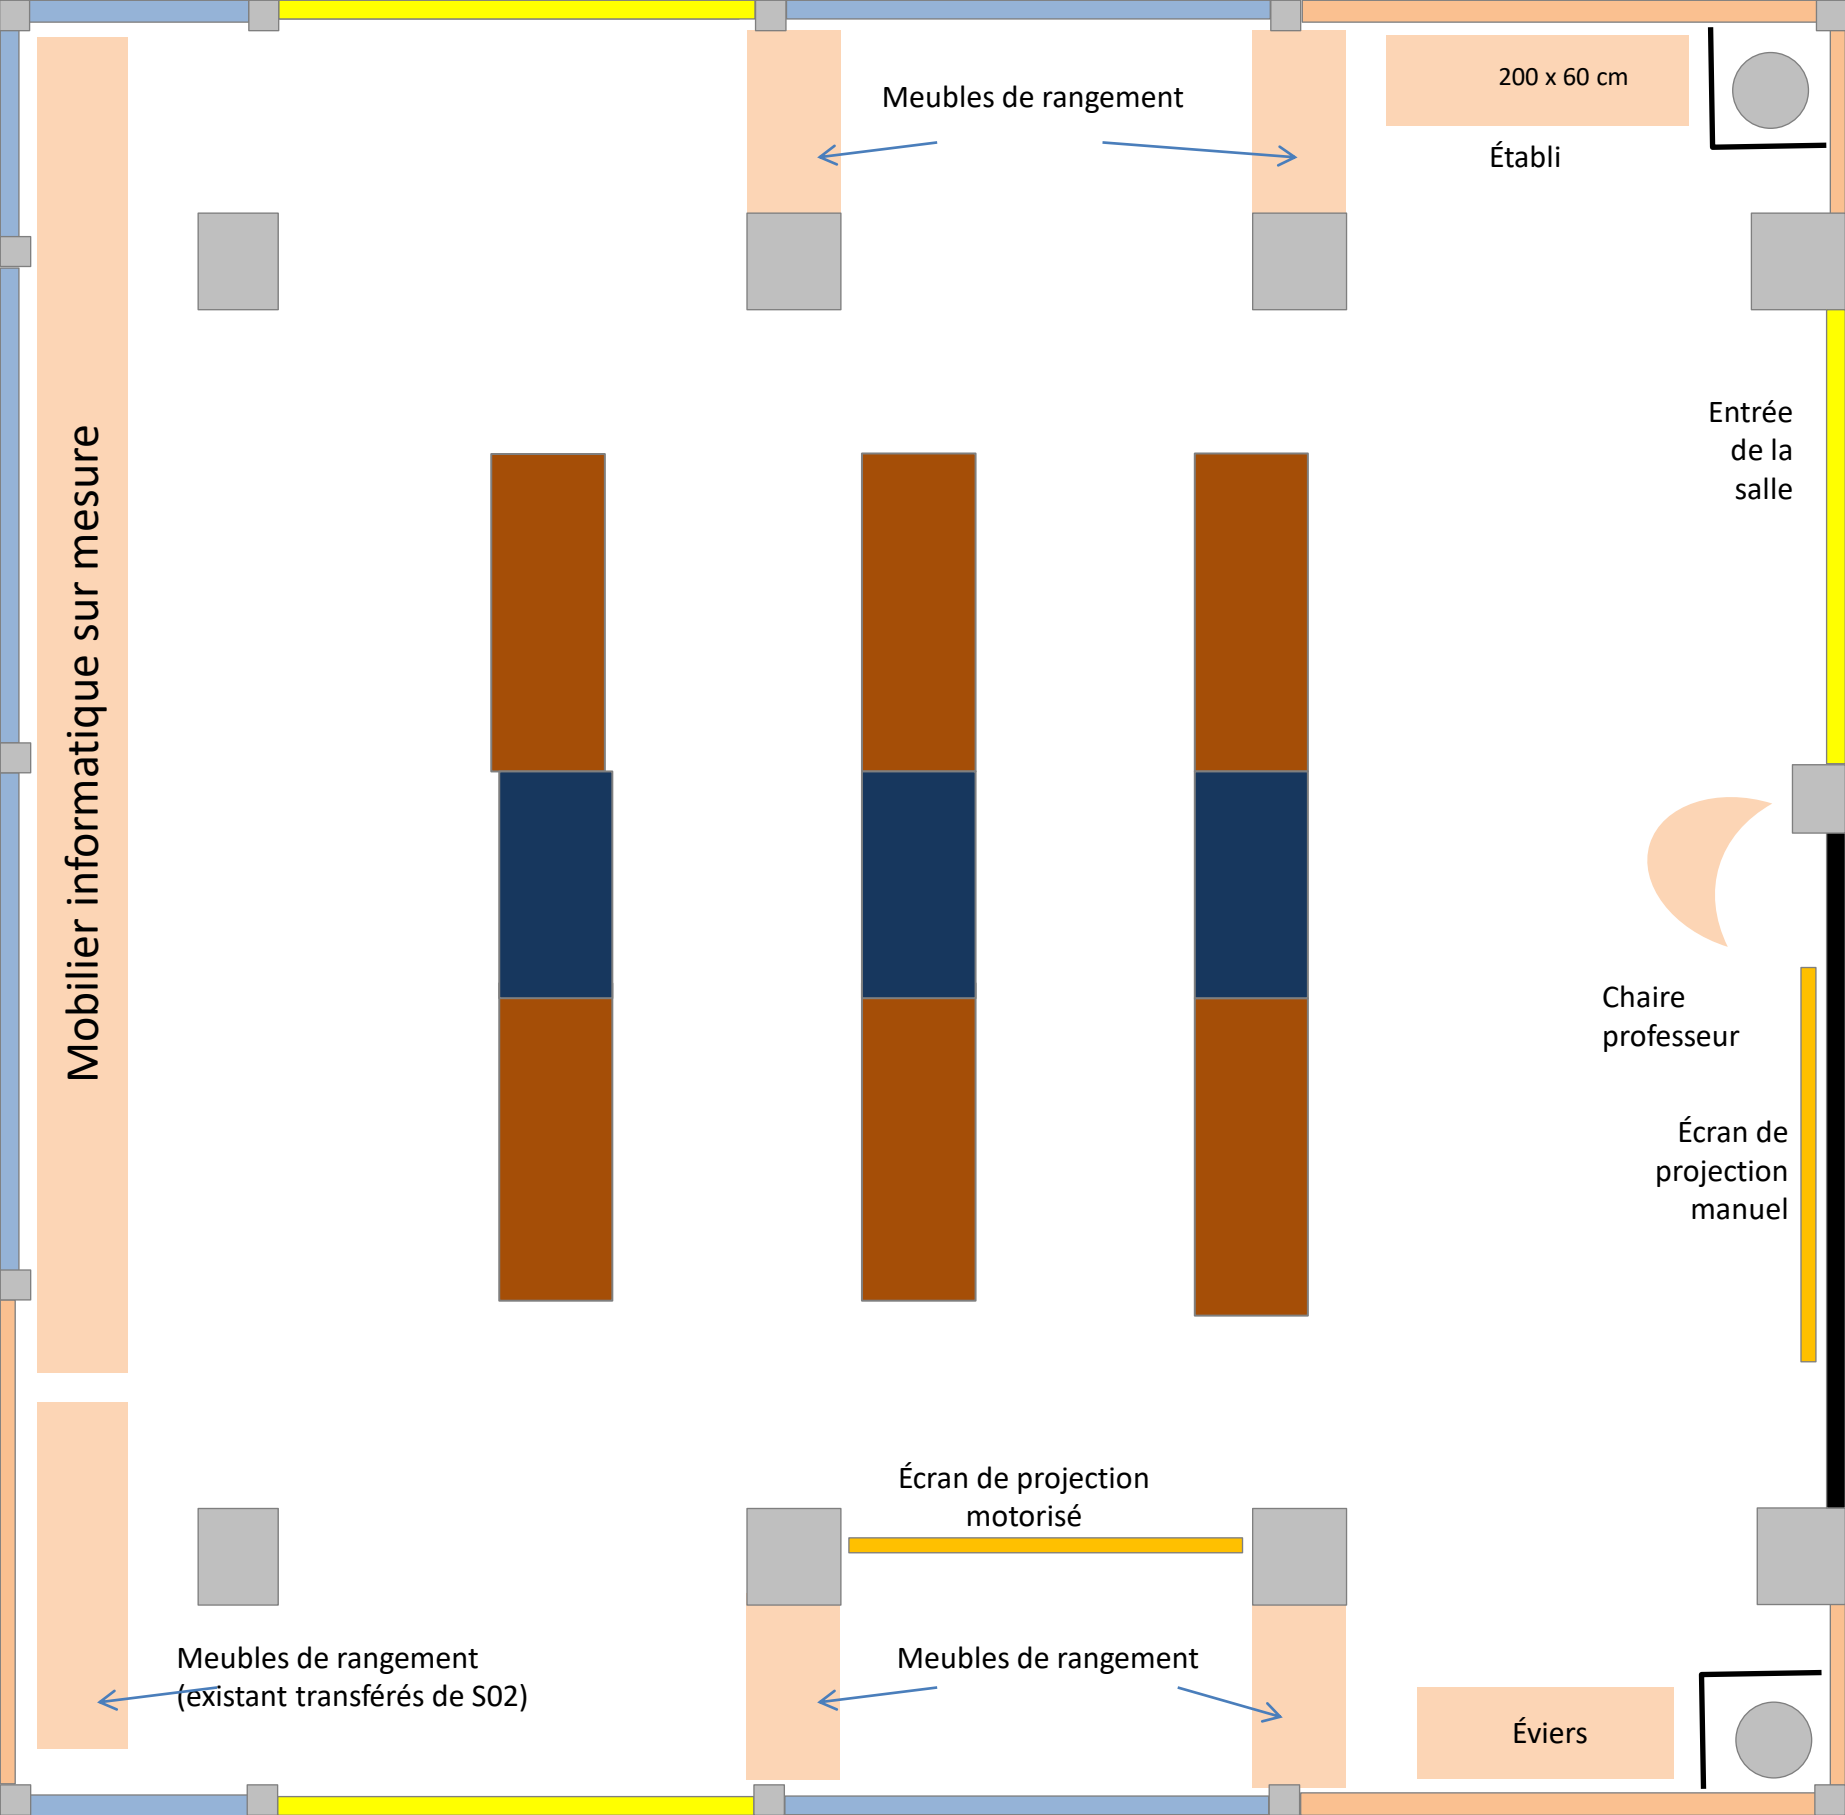 Meubles de rangement
200 x 60 cm
Établi
Entrée
de la
salle
Mobilier informatique sur mesure
Chaire
professeur
Écran de
projection
manuel
Écran de projection
motorisé
Meubles de rangement
(existant transférés de S02)
Meubles de rangement
Éviers